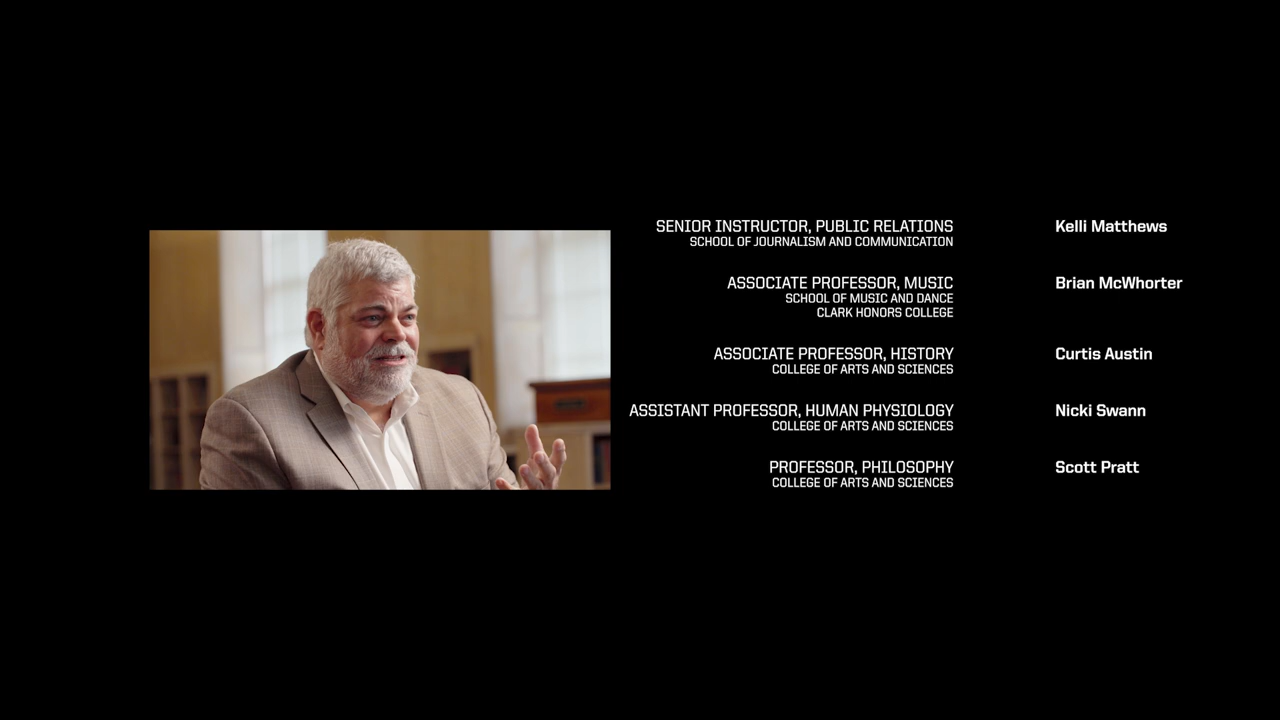 SENIOR INSTRUCTOR, PUBLIC RELATIONS Kelli Matthews
SCHOOL OF JOURNALISM AND COMMUNICATION
ASSOCIATE PROFESSOR, MUSIC Brian McWhorter
SCHOOL OF MUSIC AND DANCE
CLARK HONORS COLLEGE
ASSOCIATE PROFESSOR, HISTORY Curtis Austin
COLLEGE OF ARTS AND SCIENCES
ASSISTANT PROFESSOR, HUMAN PHYSIOLOGY Nicki Swann
COLLEGE OF ARTS AND SCIENCES
PROFESSOR, PHILOSOPHY Scott Pratt
COLLEGE OF ARTS AND SCIENCES